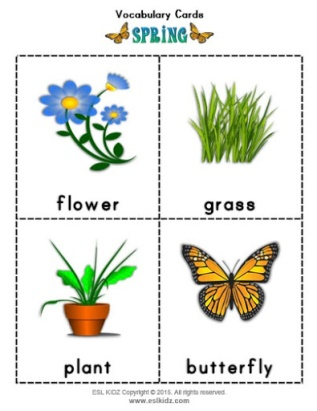 Vocabulary Cards
SPRING
flower
grass
plant
butterfly
ESL KIDZ Copyright © 2015. All rights reserved.
www.eslkidz.com